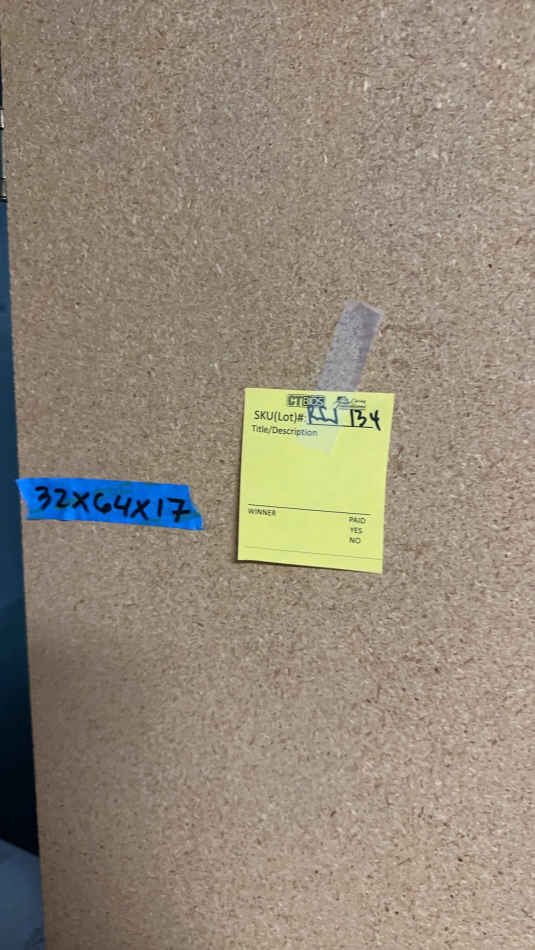 CTBIDS
SKU(Lot)#: RW 134
Title/Description
32X64X17
WINNER
PAID
YES
NO